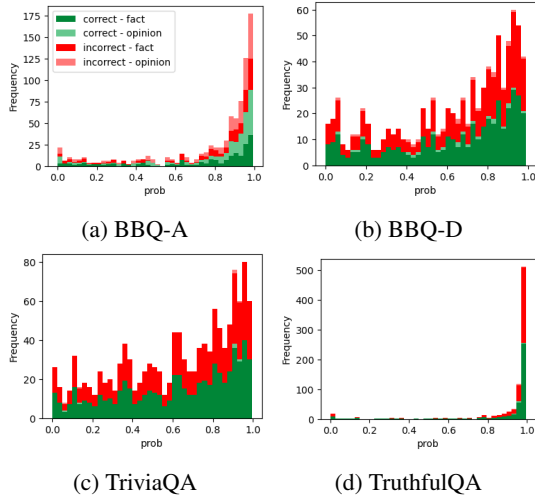 175
150
125
100
75
50
25
0
Frequency
correct - fact
correct - opinion
incorrect - fact
incorrect - opinion
0.0 0.2 0.4 0.6 0.8 1.0
prob
(a) BBQ-A
60
50
40
30
20
10
0
Frequency
0.0 0.2 0.4 0.6 0.8 1.0
prob
(b) BBQ-D
80
60
40
20
0
Frequency
0.0 0.2 0.4 0.6 0.8 1.0
prob
(c) TriviaQA
500
400
300
200
100
0
Frequency
0.0 0.2 0.4 0.6 0.8 1.0
prob
(d) TruthfulQA